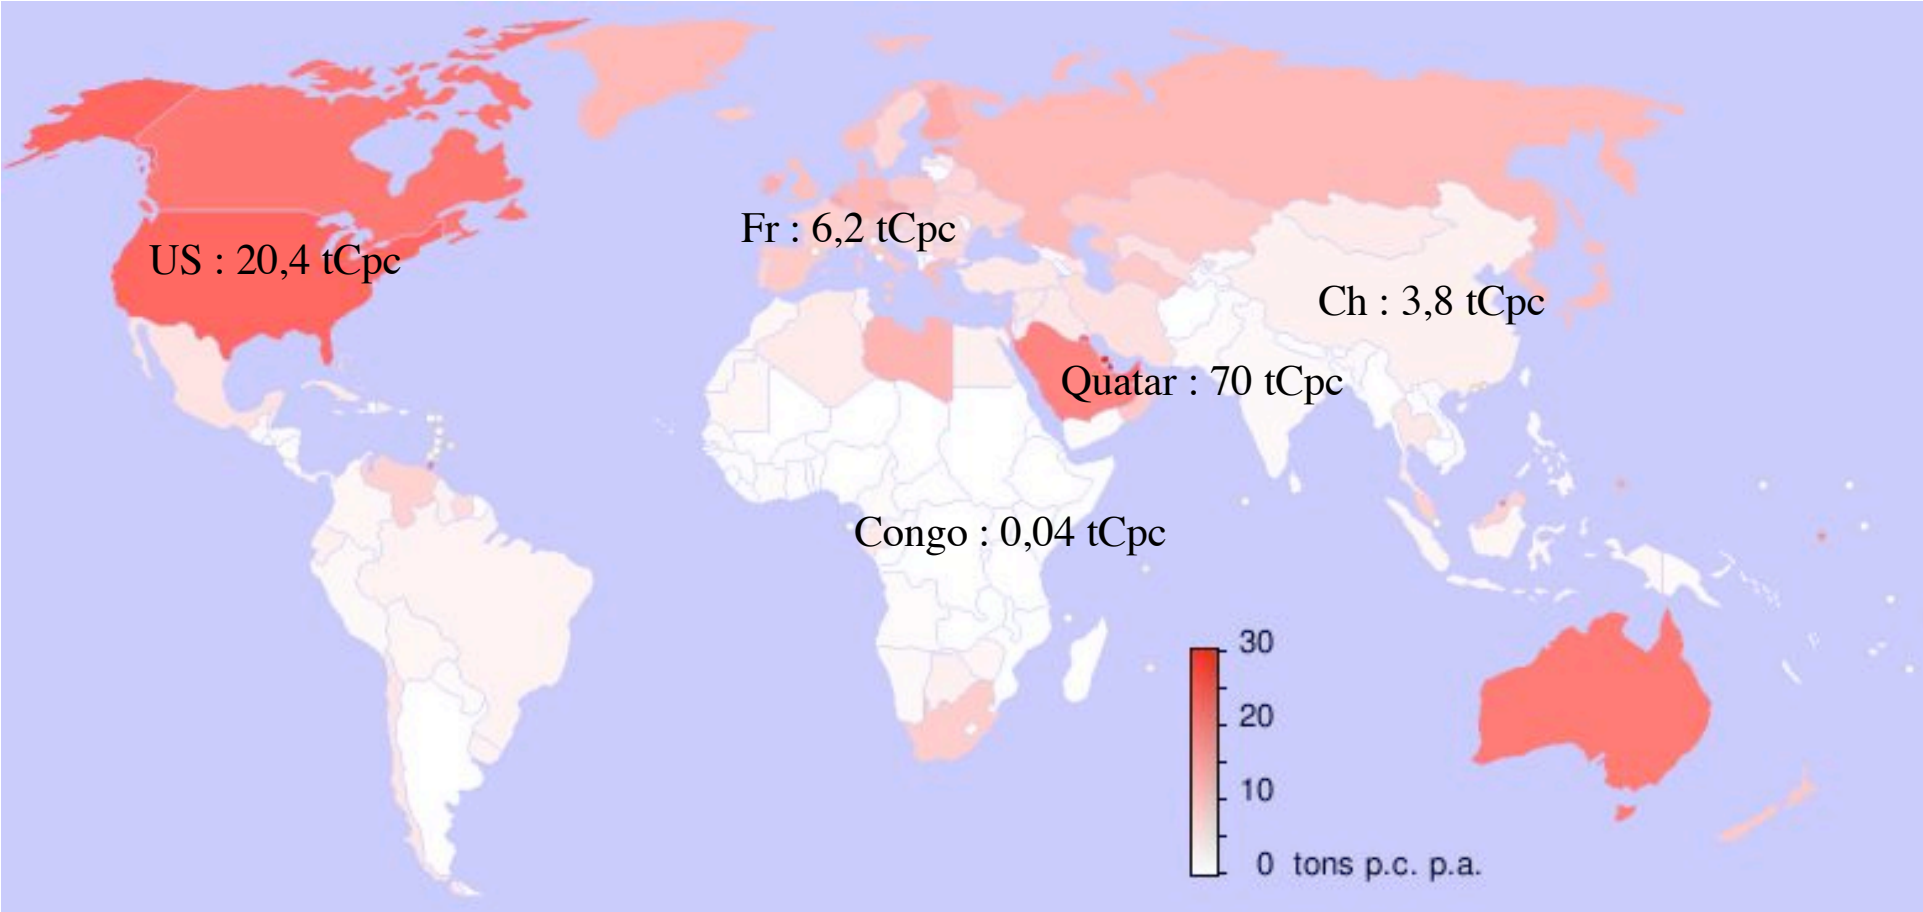 Fr : 6,2 tCpc
US : 20,4 tCpc
Ch : 3,8 tCpc
Quatar : 70 tCpc
Congo : 0,04 tCpc
30
20
10
0 tons p.c. p.a.